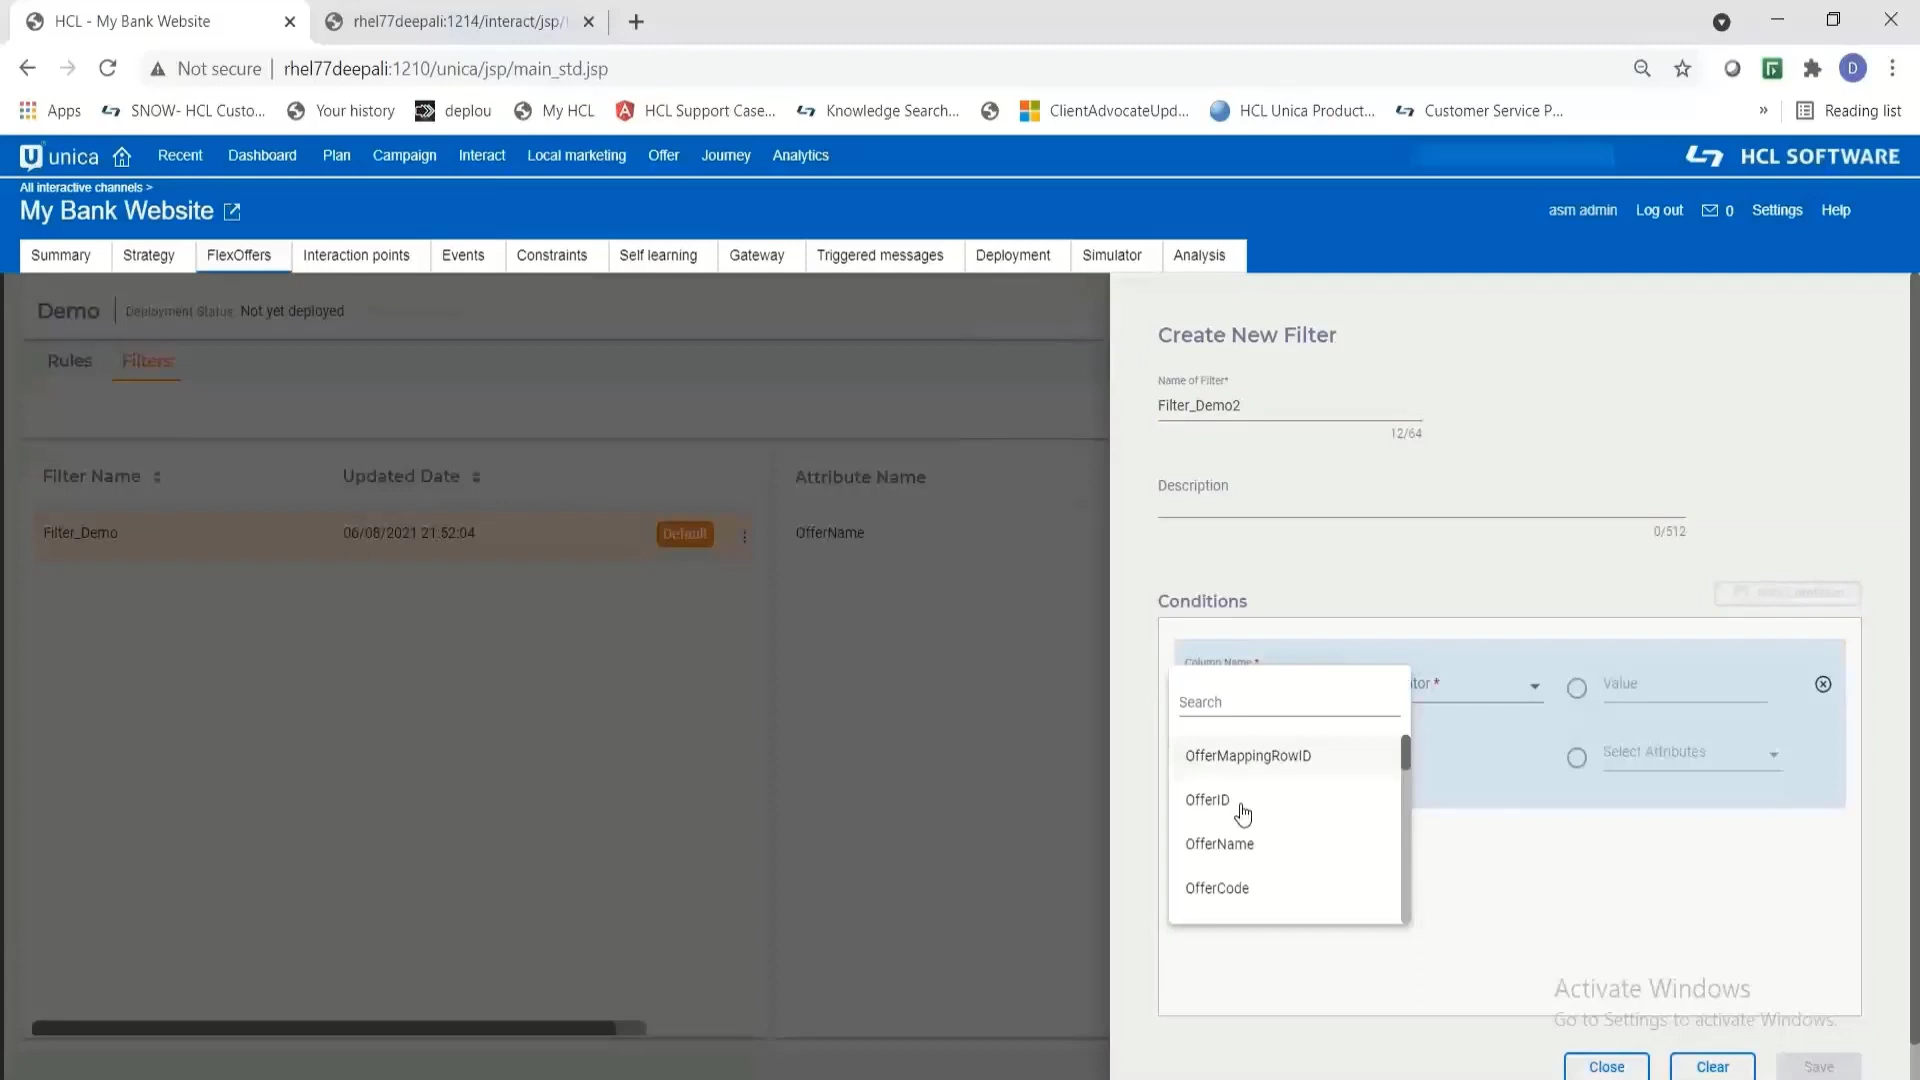 HCL - My Bank Website
rhel77deepali:1214/interact/jsp/
Not secure
rhel77deepali:1210/unica/jsp/main_std.jsp
D
Apps
SNOW- HCL Custo...
Your history
deplou
My HCL
HCL Support Case...
Knowledge Search...
ClientAdvocateUpd...
HCL Unica Product...
Customer Service P...
»
Reading list
unica
Recent
Dashboard
Plan
Campaign
Interact
Local marketing
Offer
Journey
Analytics
HCL SOFTWARE
All interactive channels >
My Bank Website
asm admin
Log out
0
Settings
Help
Summary
Strategy
FlexOffers
Interaction points
Events
Constraints
Self learning
Gateway
Triggered messages
Deployment
Simulator
Analysis
Demo
Deployment Status: Not yet deployed
Rules
Filters
Filter Name
Updated Date
Attribute Name
Filter_Demo
06/08/2021 21:52:04
Default
OfferName
Create New Filter
Name of Filter*
Filter_Demo2
12/64
Description
0/512
Conditions
Column Name *
tor *
Value
Select Attributes
Search
OfferMappingRowID
OfferID
OfferName
OfferCode
Activate Windows
Go to Settings to activate Windows.
Close
Clear
Save